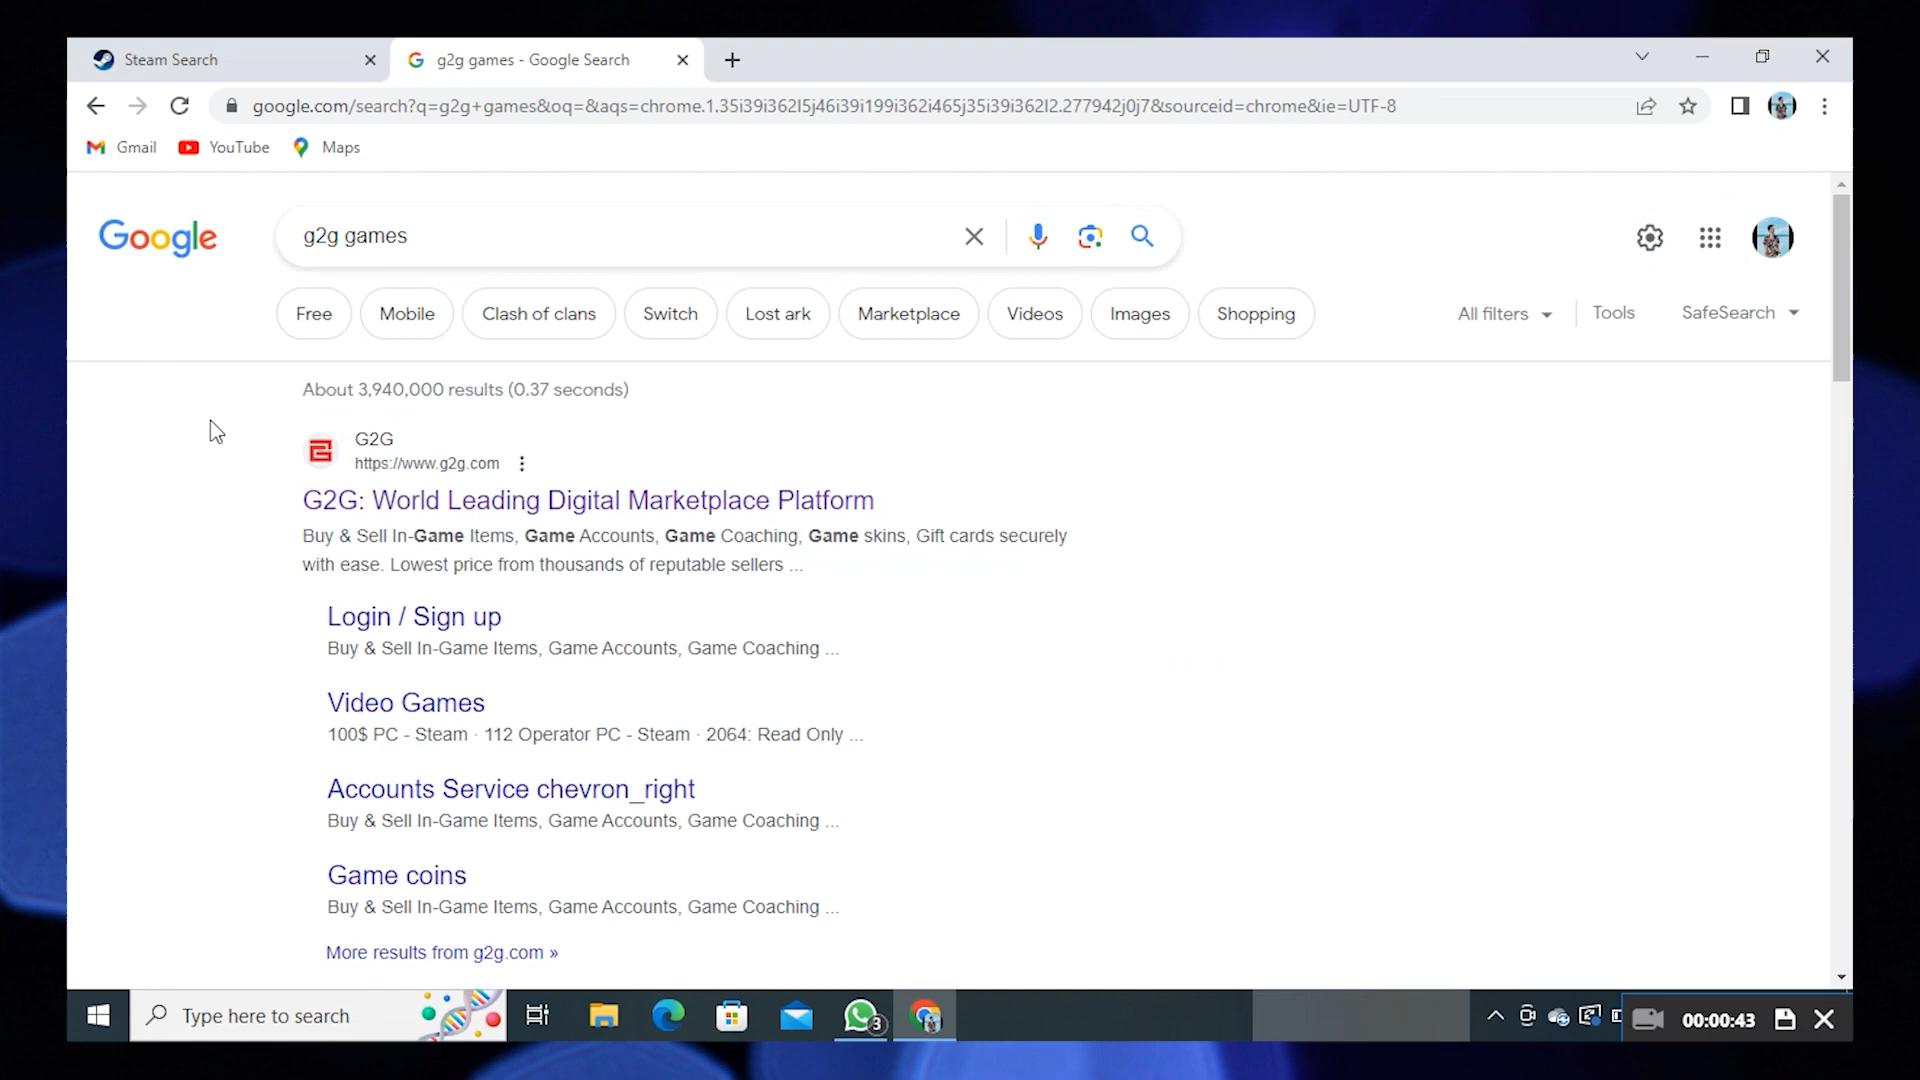 Steam Search
g2g games - Google Search
google.com/search?q=g2g+games&oq=&aqs=chrome.1.35i39i362l5j46i39i199i362i465j35i39i362l2.277942j0j7&sourceid=chrome&ie=UTF-8
Gmail YouTube Maps
Google
g2g games
Free Mobile Clash of clans Switch Lost ark Marketplace Videos Images Shopping All filters Tools SafeSearch
About 3,940,000 results (0.37 seconds)
G2G
https://www.g2g.com
G2G: World Leading Digital Marketplace Platform
Buy & Sell In-Game Items, Game Accounts, Game Coaching, Game skins, Gift cards securely
with ease. Lowest price from thousands of reputable sellers ...
Login / Sign up
Buy & Sell In-Game Items, Game Accounts, Game Coaching ...
Video Games
100$ PC - Steam · 112 Operator PC - Steam · 2064: Read Only ...
Accounts Service chevron_right
Buy & Sell In-Game Items, Game Accounts, Game Coaching ...
Game coins
Buy & Sell In-Game Items, Game Accounts, Game Coaching ...
More results from g2g.com »
Type here to search
3
00:00:43